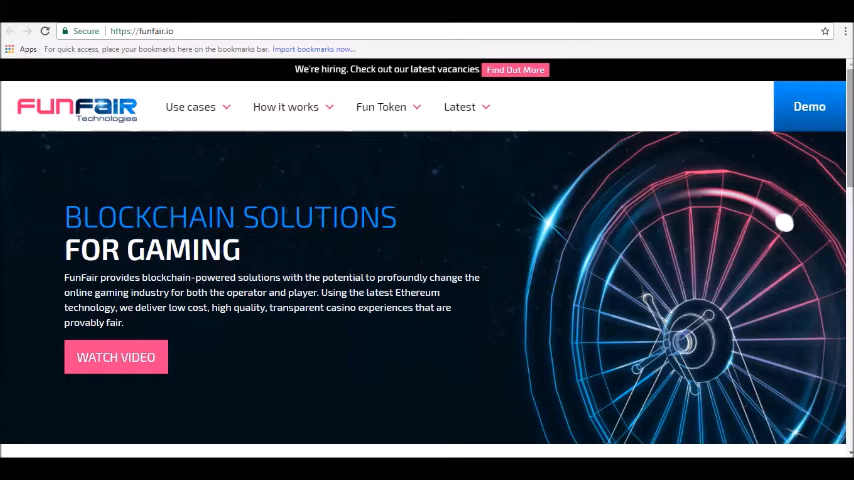 Secure https://funfair.io
Apps For quick access, place your bookmarks here on the bookmarks bar. Import bookmarks now...
We're hiring. Check out our latest vacancies Find Out More
FUNFAIR Technologies
Use cases How it works Fun Token Latest Demo
BLOCKCHAIN SOLUTIONS
FOR GAMING
FunFair provides blockchain-powered solutions with the potential to profoundly change the
online gaming industry for both the operator and player. Using the latest Ethereum
technology, we deliver low cost, high quality, transparent casino experiences that are
provably fair.
WATCH VIDEO